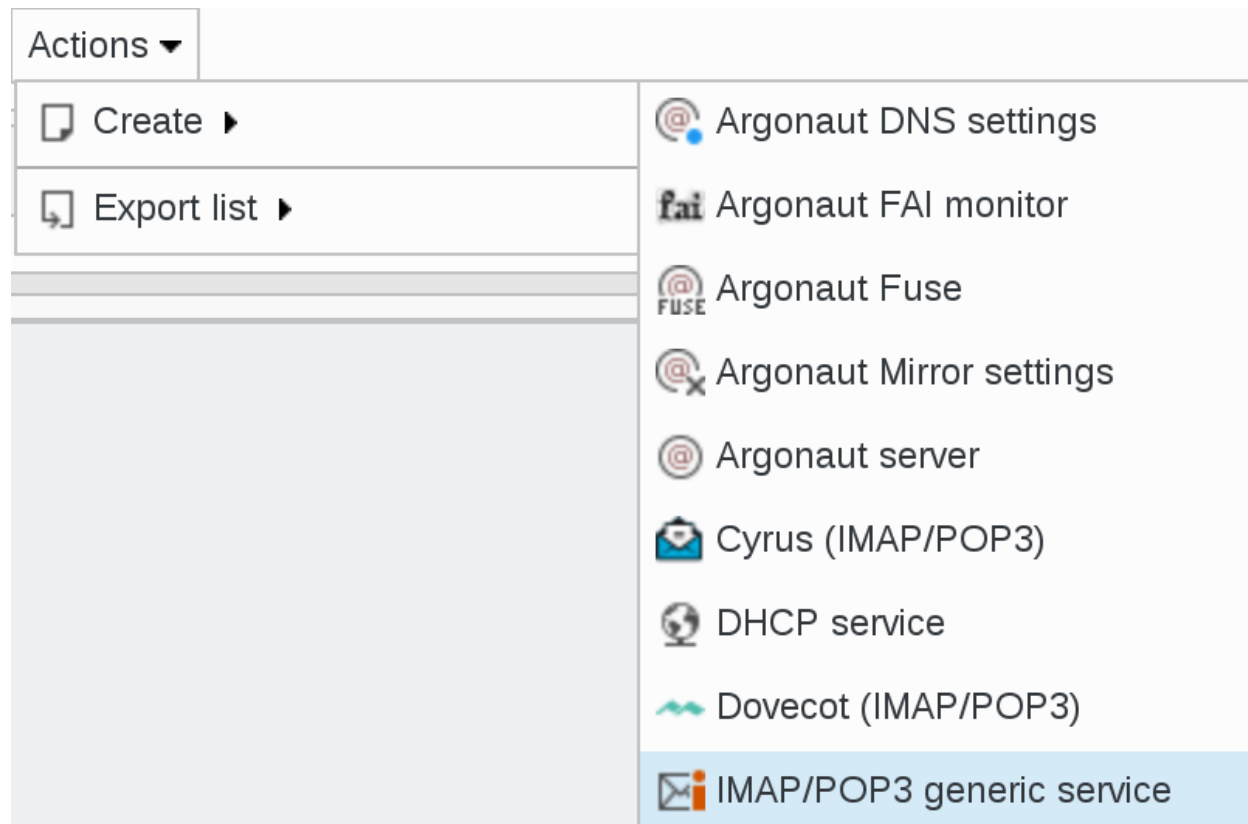 Actions
Create
Export list
Argonaut DNS settings
fai Argonaut FAI monitor
FUSE Argonaut Fuse
Argonaut Mirror settings
@ Argonaut server
Cyrus (IMAP/POP3)
DHCP service
Dovecot (IMAP/POP3)
IMAP/POP3 generic service